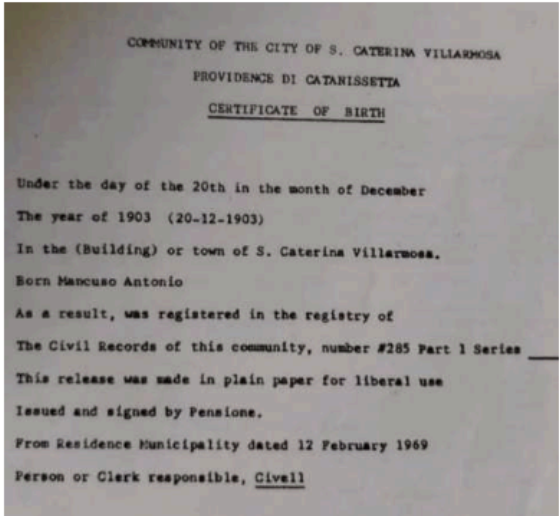 COMMUNITY OF THE CITY OF S. CATERINA VILLARMOSA
PROVIDENCE DI CATANISSETTA
CERTIFICATE OF BIRTH
Under the day of the 20th in the month of December
The year of 1903 (20-12-1903)
In the (Building) or town of S. Caterina Villarmosa.
Born Mancuso Antonio
As a result, was registered in the registry of
The Civil Records of this community, number #285 Part 1 Series ___
This release was made in plain paper for liberal use
Issued and signed by Pensione.
From Residence Municipality dated 12 February 1969
Person or Clerk responsible, Civell